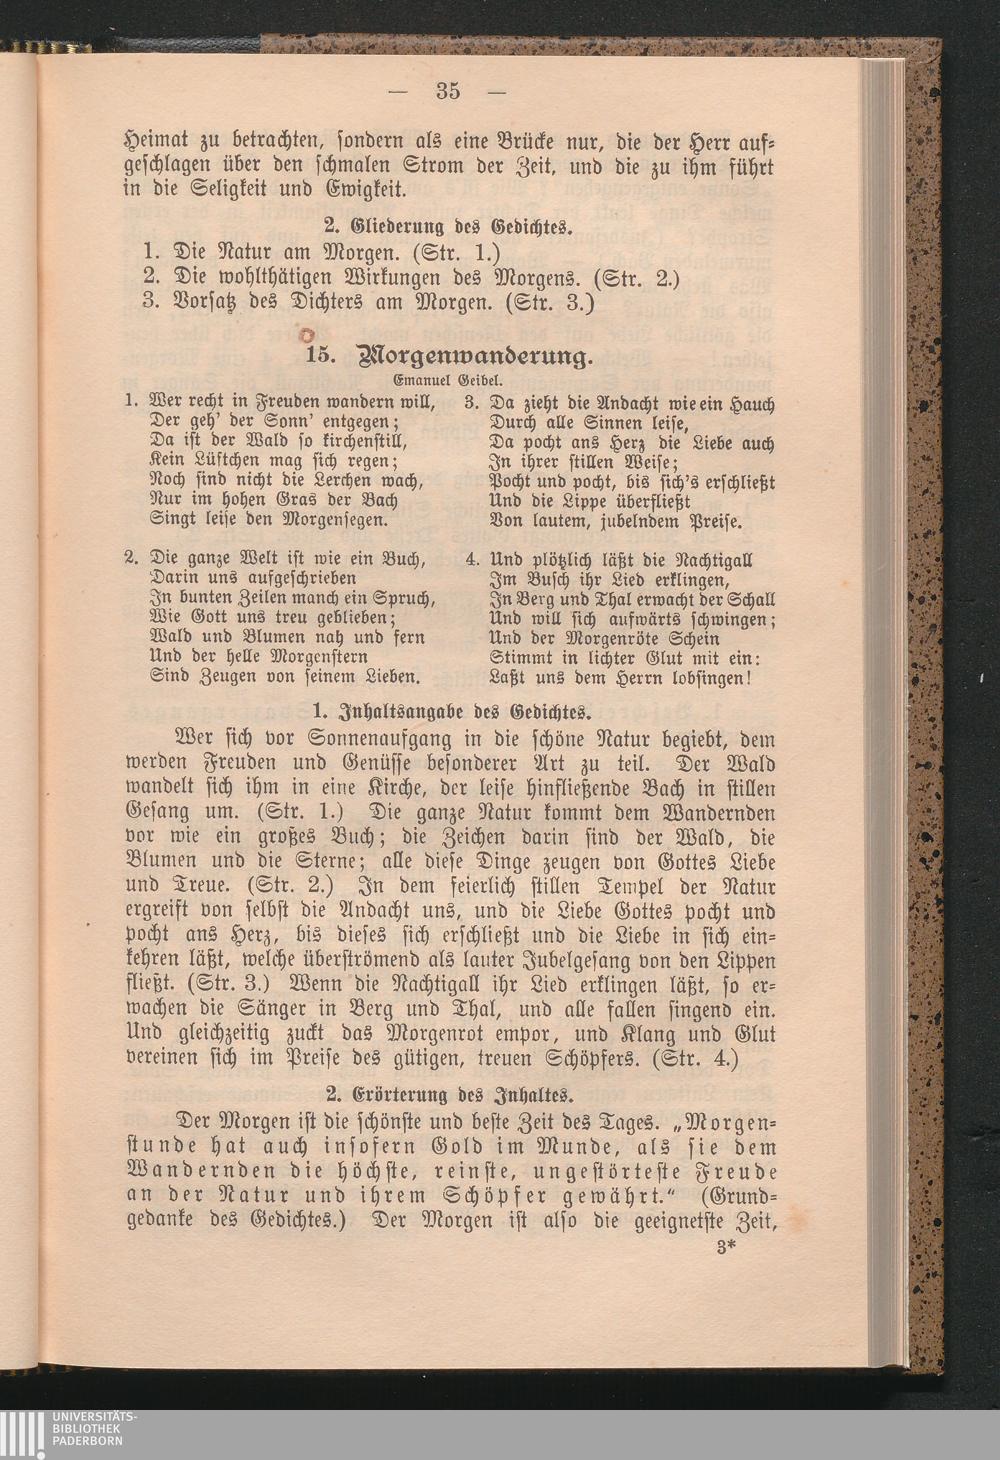 — 35 —
Heimat zu betrachten, sondern als eine Brücke nur, die der Herr auf-
geschlagen über den schmalen Strom der Zeit, und die zu ihm führt
in die Seligkeit und Ewigkeit.
2. Gliederung des Gedichtes.
1. Die Natur am Morgen. (Str. 1.)
2. Die wohlthätigen Wirkungen des Morgens. (Str. 2.)
3. Vorsatz des Dichters am Morgen. (Str. 3.)
15. Morgenwanderung.
Emanuel Geibel.
1. Wer recht in Freuden wandern will,
Der geh' der Sonn' entgegen;
Da ist der Wald so kirchenstill,
Kein Lüftchen mag sich regen;
Noch sind nicht die Lerchen wach,
Nur im hohen Gras der Bach
Singt leise den Morgensegen.
2. Die ganze Welt ist wie ein Buch,
Darin uns aufgeschrieben
In bunten Zeilen manch ein Spruch,
Wie Gott uns treu geblieben;
Wald und Blumen nah und fern
Und der helle Morgenstern
Sind Zeugen von seinem Lieben.
3. Da zieht die Andacht wie ein Hauch
Durch alle Sinnen leise,
Da pocht ans Herz die Liebe auch
In ihrer stillen Weise;
Pocht und pocht, bis sich's erschließt
Und die Lippe überfließt
Von lautem, jubelndem Preise.
4. Und plötzlich läßt die Nachtigall
Im Busch ihr Lied erklingen,
In Berg und Thal erwacht der Schall
Und will sich aufwärts schwingen;
Und der Morgenröte Schein
Stimmt in lichter Glut mit ein:
Laßt uns dem Herrn lobsingen!
1. Inhaltsangabe des Gedichtes.
Wer sich vor Sonnenaufgang in die schöne Natur begiebt, dem
werden Freuden und Genüsse besonderer Art zu teil. Der Wald
wandelt sich ihm in eine Kirche, der leise hinfließende Bach in stillen
Gesang um. (Str. 1.) Die ganze Natur kommt dem Wandernden
vor wie ein großes Buch; die Zeichen darin sind der Wald, die
Blumen und die Sterne; alle diese Dinge zeugen von Gottes Liebe
und Treue. (Str. 2.) In dem feierlich stillen Tempel der Natur
ergreift von selbst die Andacht uns, und die Liebe Gottes pocht und
pocht ans Herz, bis dieses sich erschließt und die Liebe in sich ein-
kehren läßt, welche überströmend als lauter Jubelgesang von den Lippen
fließt. (Str. 3.) Wenn die Nachtigall ihr Lied erklingen läßt, so er-
wachen die Sänger in Berg und Thal, und alle fallen singend ein.
Und gleichzeitig zuckt das Morgenrot empor, und Klang und Glut
vereinen sich im Preise des gütigen, treuen Schöpfers. (Str. 4.)
2. Erörterung des Inhaltes.
Der Morgen ist die schönste und beste Zeit des Tages. „Morgen-
stunde hat auch insofern Gold im Munde, als sie dem
Wandernden die höchste, reinste, ungestörteste Freude
an der Natur und ihrem Schöpfer gewährt.“ (Grund-
gedanke des Gedichtes.) Der Morgen ist also die geeignetste Zeit,
3*
UNIVERSITÄTS-
BIBLIOTHEK
PADERBORN